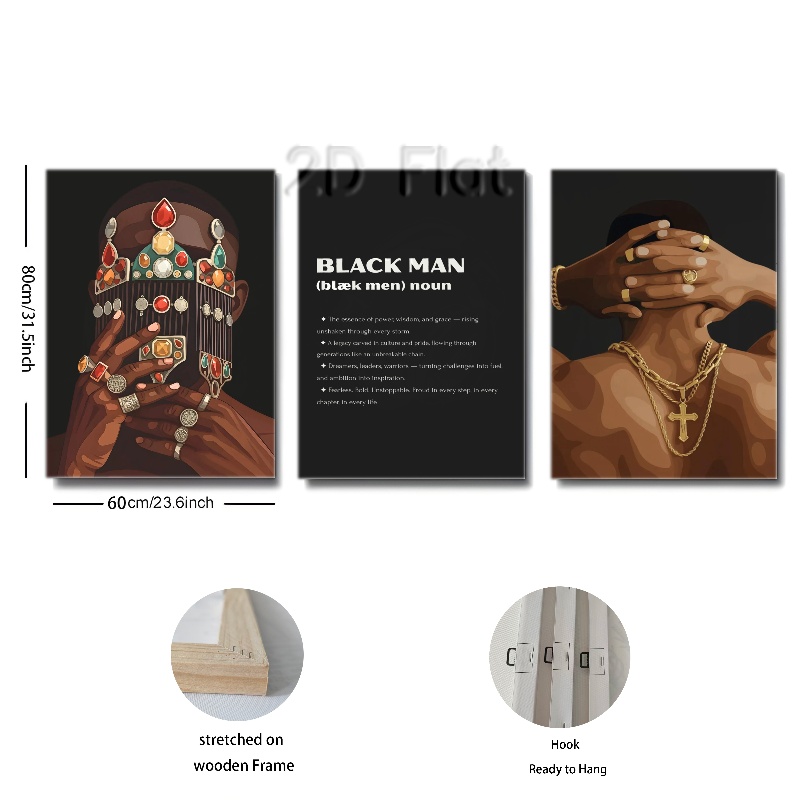 2D Flat
80cm/31.5inch
BLACK MAN
(blæk men) noun
✦ The essence of power, wisdom, and grace — rising
unshaken through every storm.
✦ A legacy carved in culture and pride, flowing through
generations like an unbreakable chain.
✦ Dreamers, leaders, warriors — turning challenges into fuel
and ambition into inspiration.
✦ Fearless. Bold. Unstoppable. Proud in every step, in every
chapter in every life.
60cm/23.6inch
stretched on
wooden Frame
Hook
Ready to Hang